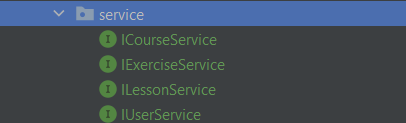 service
I ICourseService
I IExerciseService
I ILessonService
I IUserService